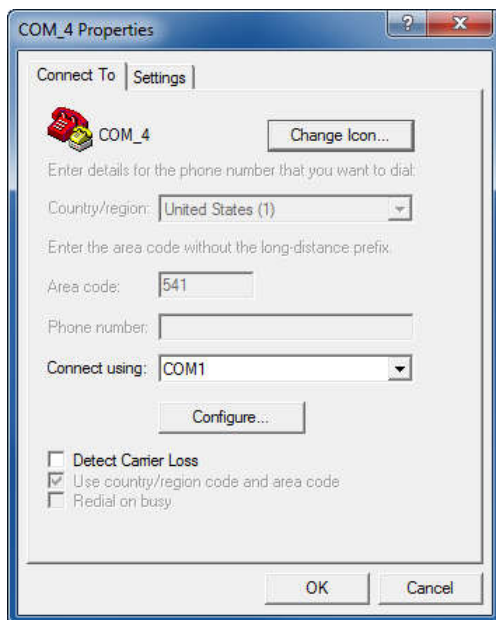 COM_4 Properties
?
X
Connect To Settings
COM_4 Change Icon...
Enter details for the phone number that you want to dial:
Country/region: United States (1)
Enter the area code without the long-distance prefix.
Area code: 541
Phone number:
Connect using: COM1
Configure...
Detect Carrier Loss
Use country/region code and area code
Redial on busy
OK Cancel